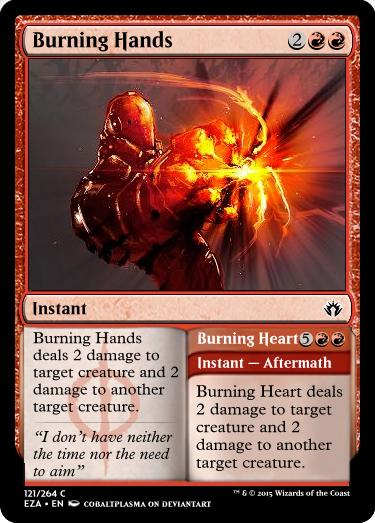 Burning Hands 2
Instant
Burning Hands
deals 2 damage to
target creature and 2
damage to another
target creature.
"I don't have neither
the time nor the need
to aim"
Burning Heart 5
Instant — Aftermath
Burning Heart deals
2 damage to target
creature and 2
damage to another
target creature.
121/264 C
EZA • EN COBALTPLASMA ON DEVIANTART
™ & © 2015 Wizards of the Coast